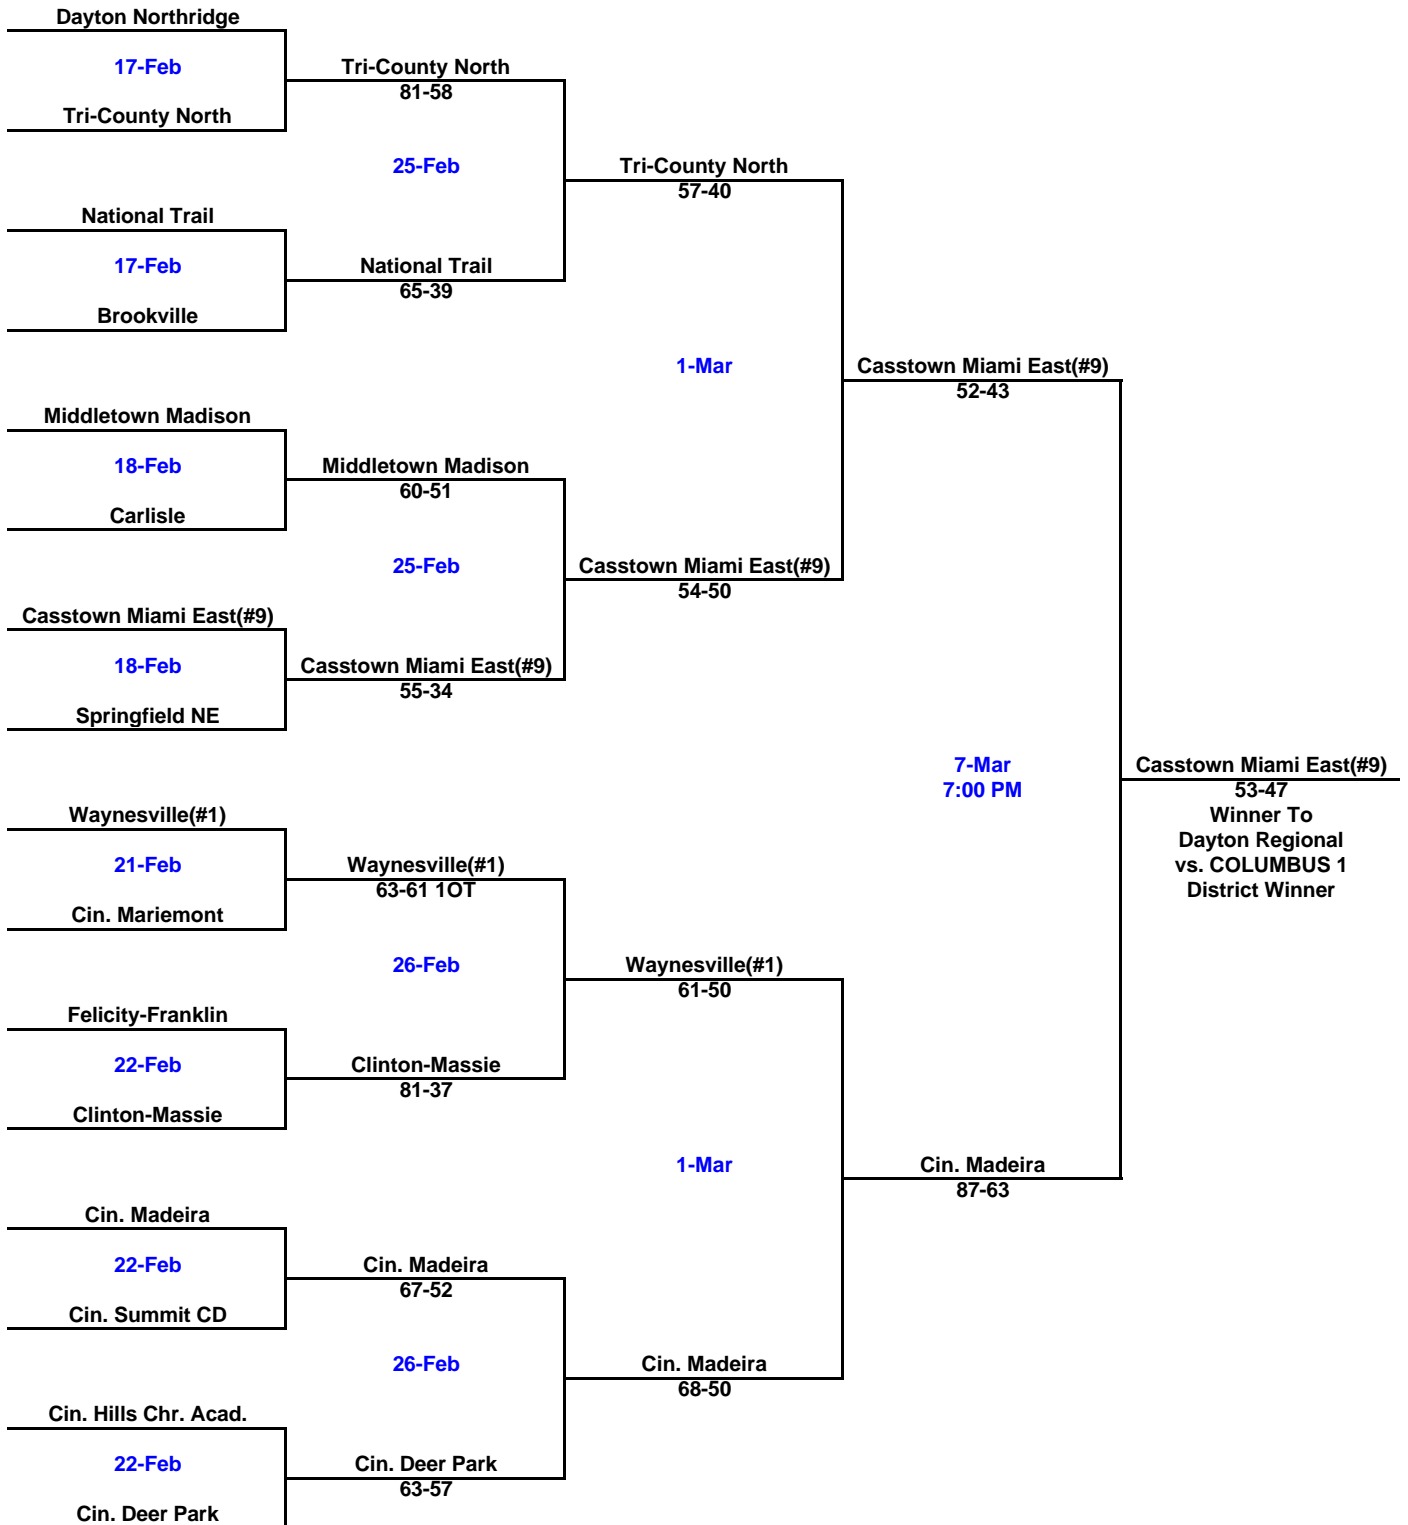 Dayton Northridge
17-Feb
Tri-County North
81-58
Tri-County North
25-Feb
Tri-County North
57-40
National Trail
17-Feb
National Trail
65-39
Brookville
1-Mar
Casstown Miami East(#9)
52-43
Middletown Madison
18-Feb
Middletown Madison
60-51
Carlisle
25-Feb
Casstown Miami East(#9)
54-50
Casstown Miami East(#9)
18-Feb
Casstown Miami East(#9)
55-34
Springfield NE
7-Mar
7:00 PM
Casstown Miami East(#9)
53-47
Winner To
Dayton Regional
vs. COLUMBUS 1
District Winner
Waynesville(#1)
21-Feb
Waynesville(#1)
63-61 1OT
Cin. Mariemont
26-Feb
Waynesville(#1)
61-50
Felicity-Franklin
22-Feb
Clinton-Massie
81-37
Clinton-Massie
1-Mar
Cin. Madeira
87-63
Cin. Madeira
22-Feb
Cin. Madeira
67-52
Cin. Summit CD
26-Feb
Cin. Madeira
68-50
Cin. Hills Chr. Acad.
22-Feb
Cin. Deer Park
63-57
Cin. Deer Park